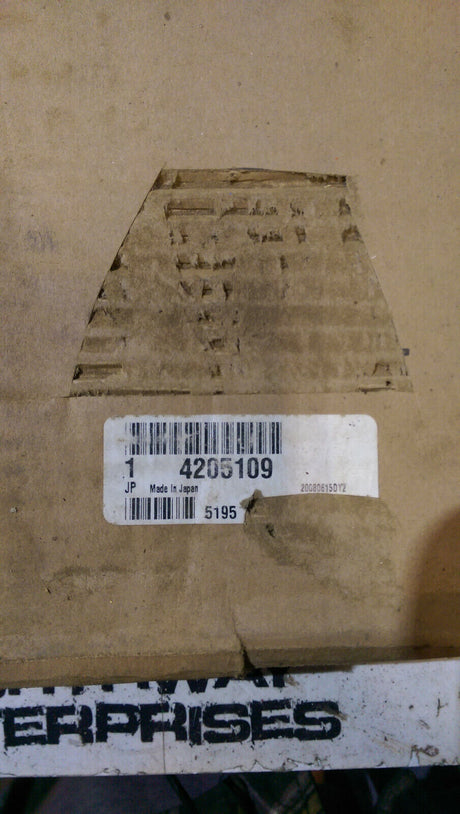 1 4205109
JP Made In Japan 20080615DY2
5195
ERPRISES